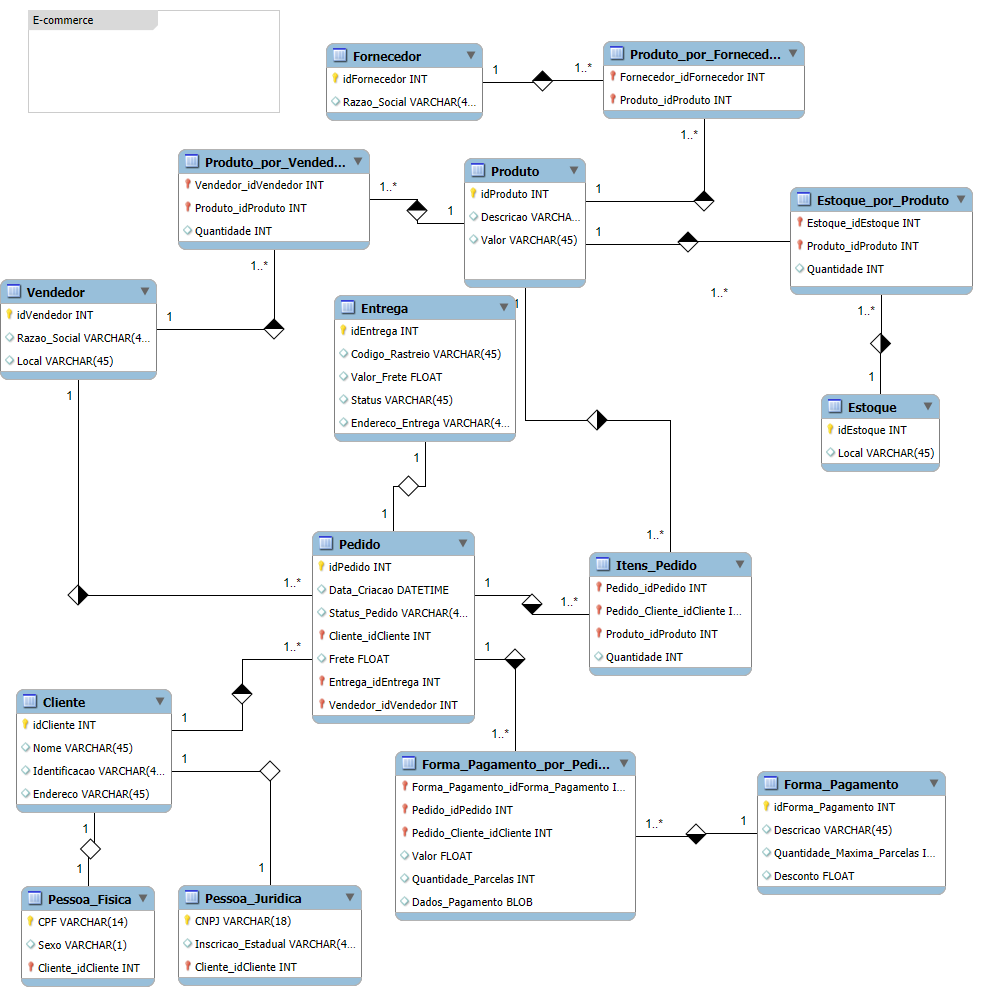 E-commerce
Fornecedor
idFornecedor INT
Razao_Social VARCHAR(4...
1
1..*
Produto_por_Forneced...
Fornecedor_idFornecedor INT
Produto_idProduto INT
1..*
Produto_por_Vended...
Vendedor_idVendedor INT
Produto_idProduto INT
Quantidade INT
1..*
1
1..*
Produto
idProduto INT
Descricao VARCHA...
Valor VARCHAR(45)
1
1
1
Estoque_por_Produto
Estoque_idEstoque INT
Produto_idProduto INT
Quantidade INT
1..*
1..*
1
Estoque
idEstoque INT
Local VARCHAR(45)
Vendedor
idVendedor INT
Razao_Social VARCHAR(4...
Local VARCHAR(45)
1
1
Entrega
idEntrega INT
Codigo_Rastreio VARCHAR(45)
Valor_Frete FLOAT
Status VARCHAR(45)
Endereco_Entrega VARCHAR(4...
1
1
Pedido
idPedido INT
Data_Criacao DATETIME
Status_Pedido VARCHAR(4...
Cliente_idCliente INT
Frete FLOAT
Entrega_idEntrega INT
Vendedor_idVendedor INT
1..*
1..*
1
1
1..*
1..*
1..*
Itens_Pedido
Pedido_idPedido INT
Pedido_Cliente_idCliente I...
Produto_idProduto INT
Quantidade INT
Cliente
idCliente INT
Nome VARCHAR(45)
Identificacao VARCHAR(4...
Endereco VARCHAR(45)
1
1
1
1
1
Forma_Pagamento_por_Pedi...
Forma_Pagamento_idForma_Pagamento I...
Pedido_idPedido INT
Pedido_Cliente_idCliente INT
Valor FLOAT
Quantidade_Parcelas INT
Dados_Pagamento BLOB
1..*
1
Forma_Pagamento
idForma_Pagamento INT
Descricao VARCHAR(45)
Quantidade_Maxima_Parcelas I...
Desconto FLOAT
Pessoa_Fisica
CPF VARCHAR(14)
Sexo VARCHAR(1)
Cliente_idCliente INT
Pessoa_Juridica
CNPJ VARCHAR(18)
Inscricao_Estadual VARCHAR(4...
Cliente_idCliente INT